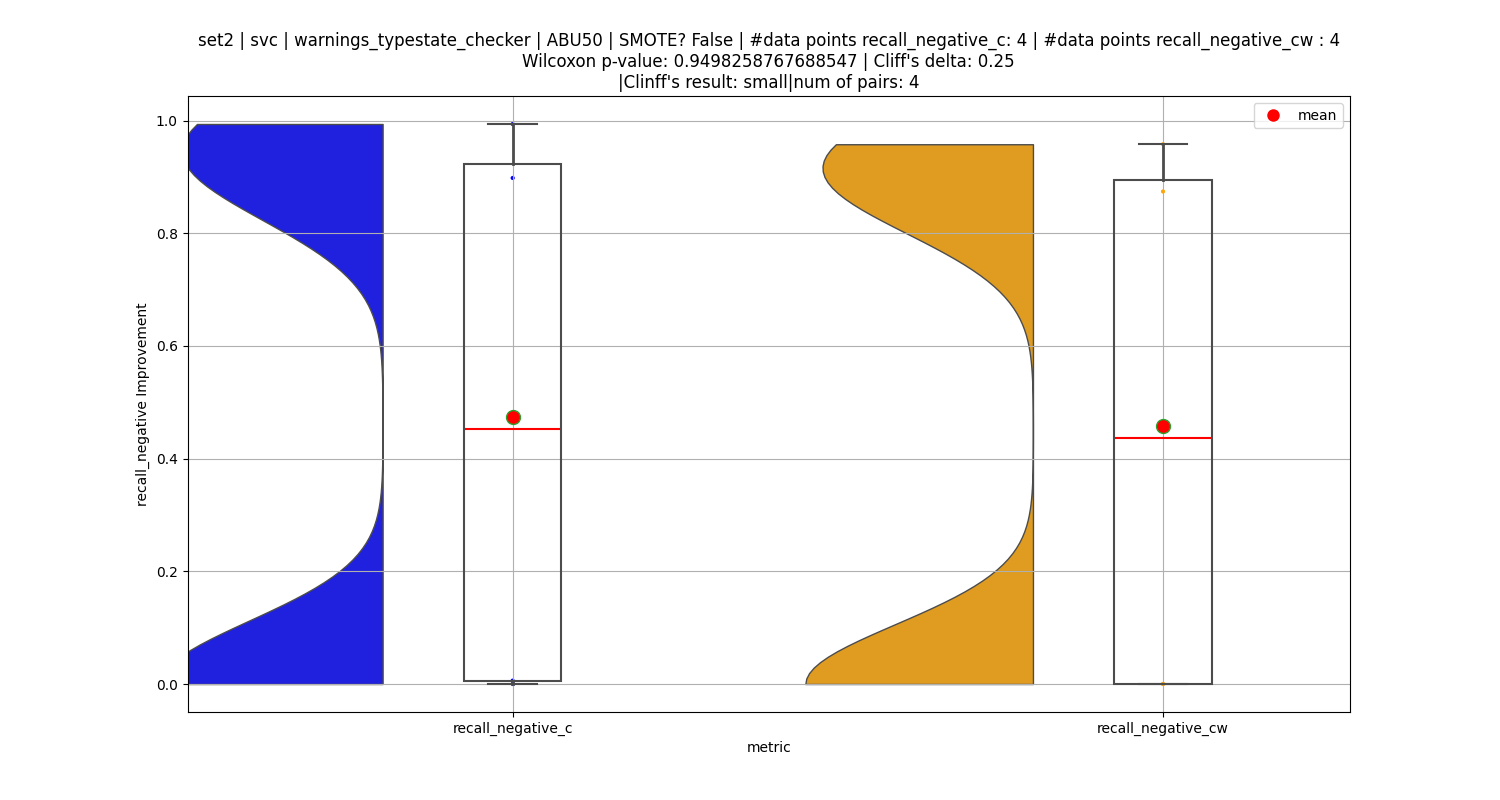 set2 | svc | warnings_typestate_checker | ABU50 | SMOTE? False | #data points recall_negative_c: 4 | #data points recall_negative_cw : 4
Wilcoxon p-value: 0.9498258767688547 | Cliff's delta: 0.25
|Clinff's result: small|num of pairs: 4
mean
1.0
0.8
0.6
0.4
0.2
0.0
recall_negative Improvement
recall_negative_c
recall_negative_cw
metric